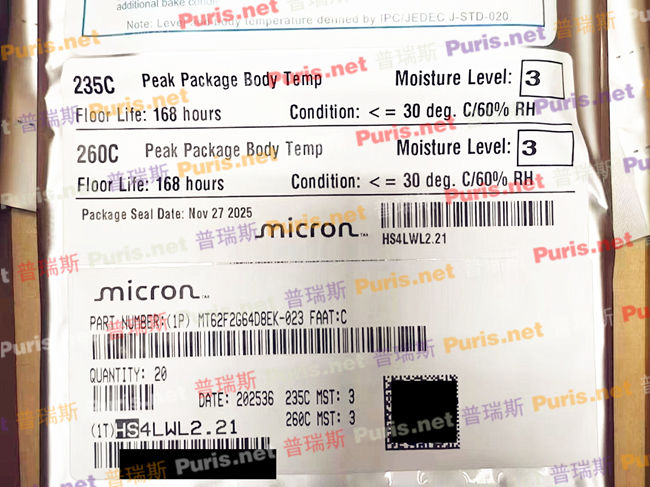 additional bake condi
Note: Level body temperature defined by IPC/JEDEC J-STD-020
235C Peak Package Body Temp Moisture Level: 3
Floor Life: 168 hours Condition: < = 30 deg. C/60% RH
260C Peak Package Body Temp Moisture Level: 3
Floor Life: 168 hours Condition: < = 30 deg. C/60% RH
Package Seal Date: Nov 27 2025
micron™
HS4LWL2.21
micron™
PART NUMBER:(1P) MT62F2G64D8EK-023 FAAT:C
QUANTITY: 20
DATE: 202536 235C MST: 3
260C MST: 3
(1T)HS4LWL2.21
普瑞斯 Puris.net